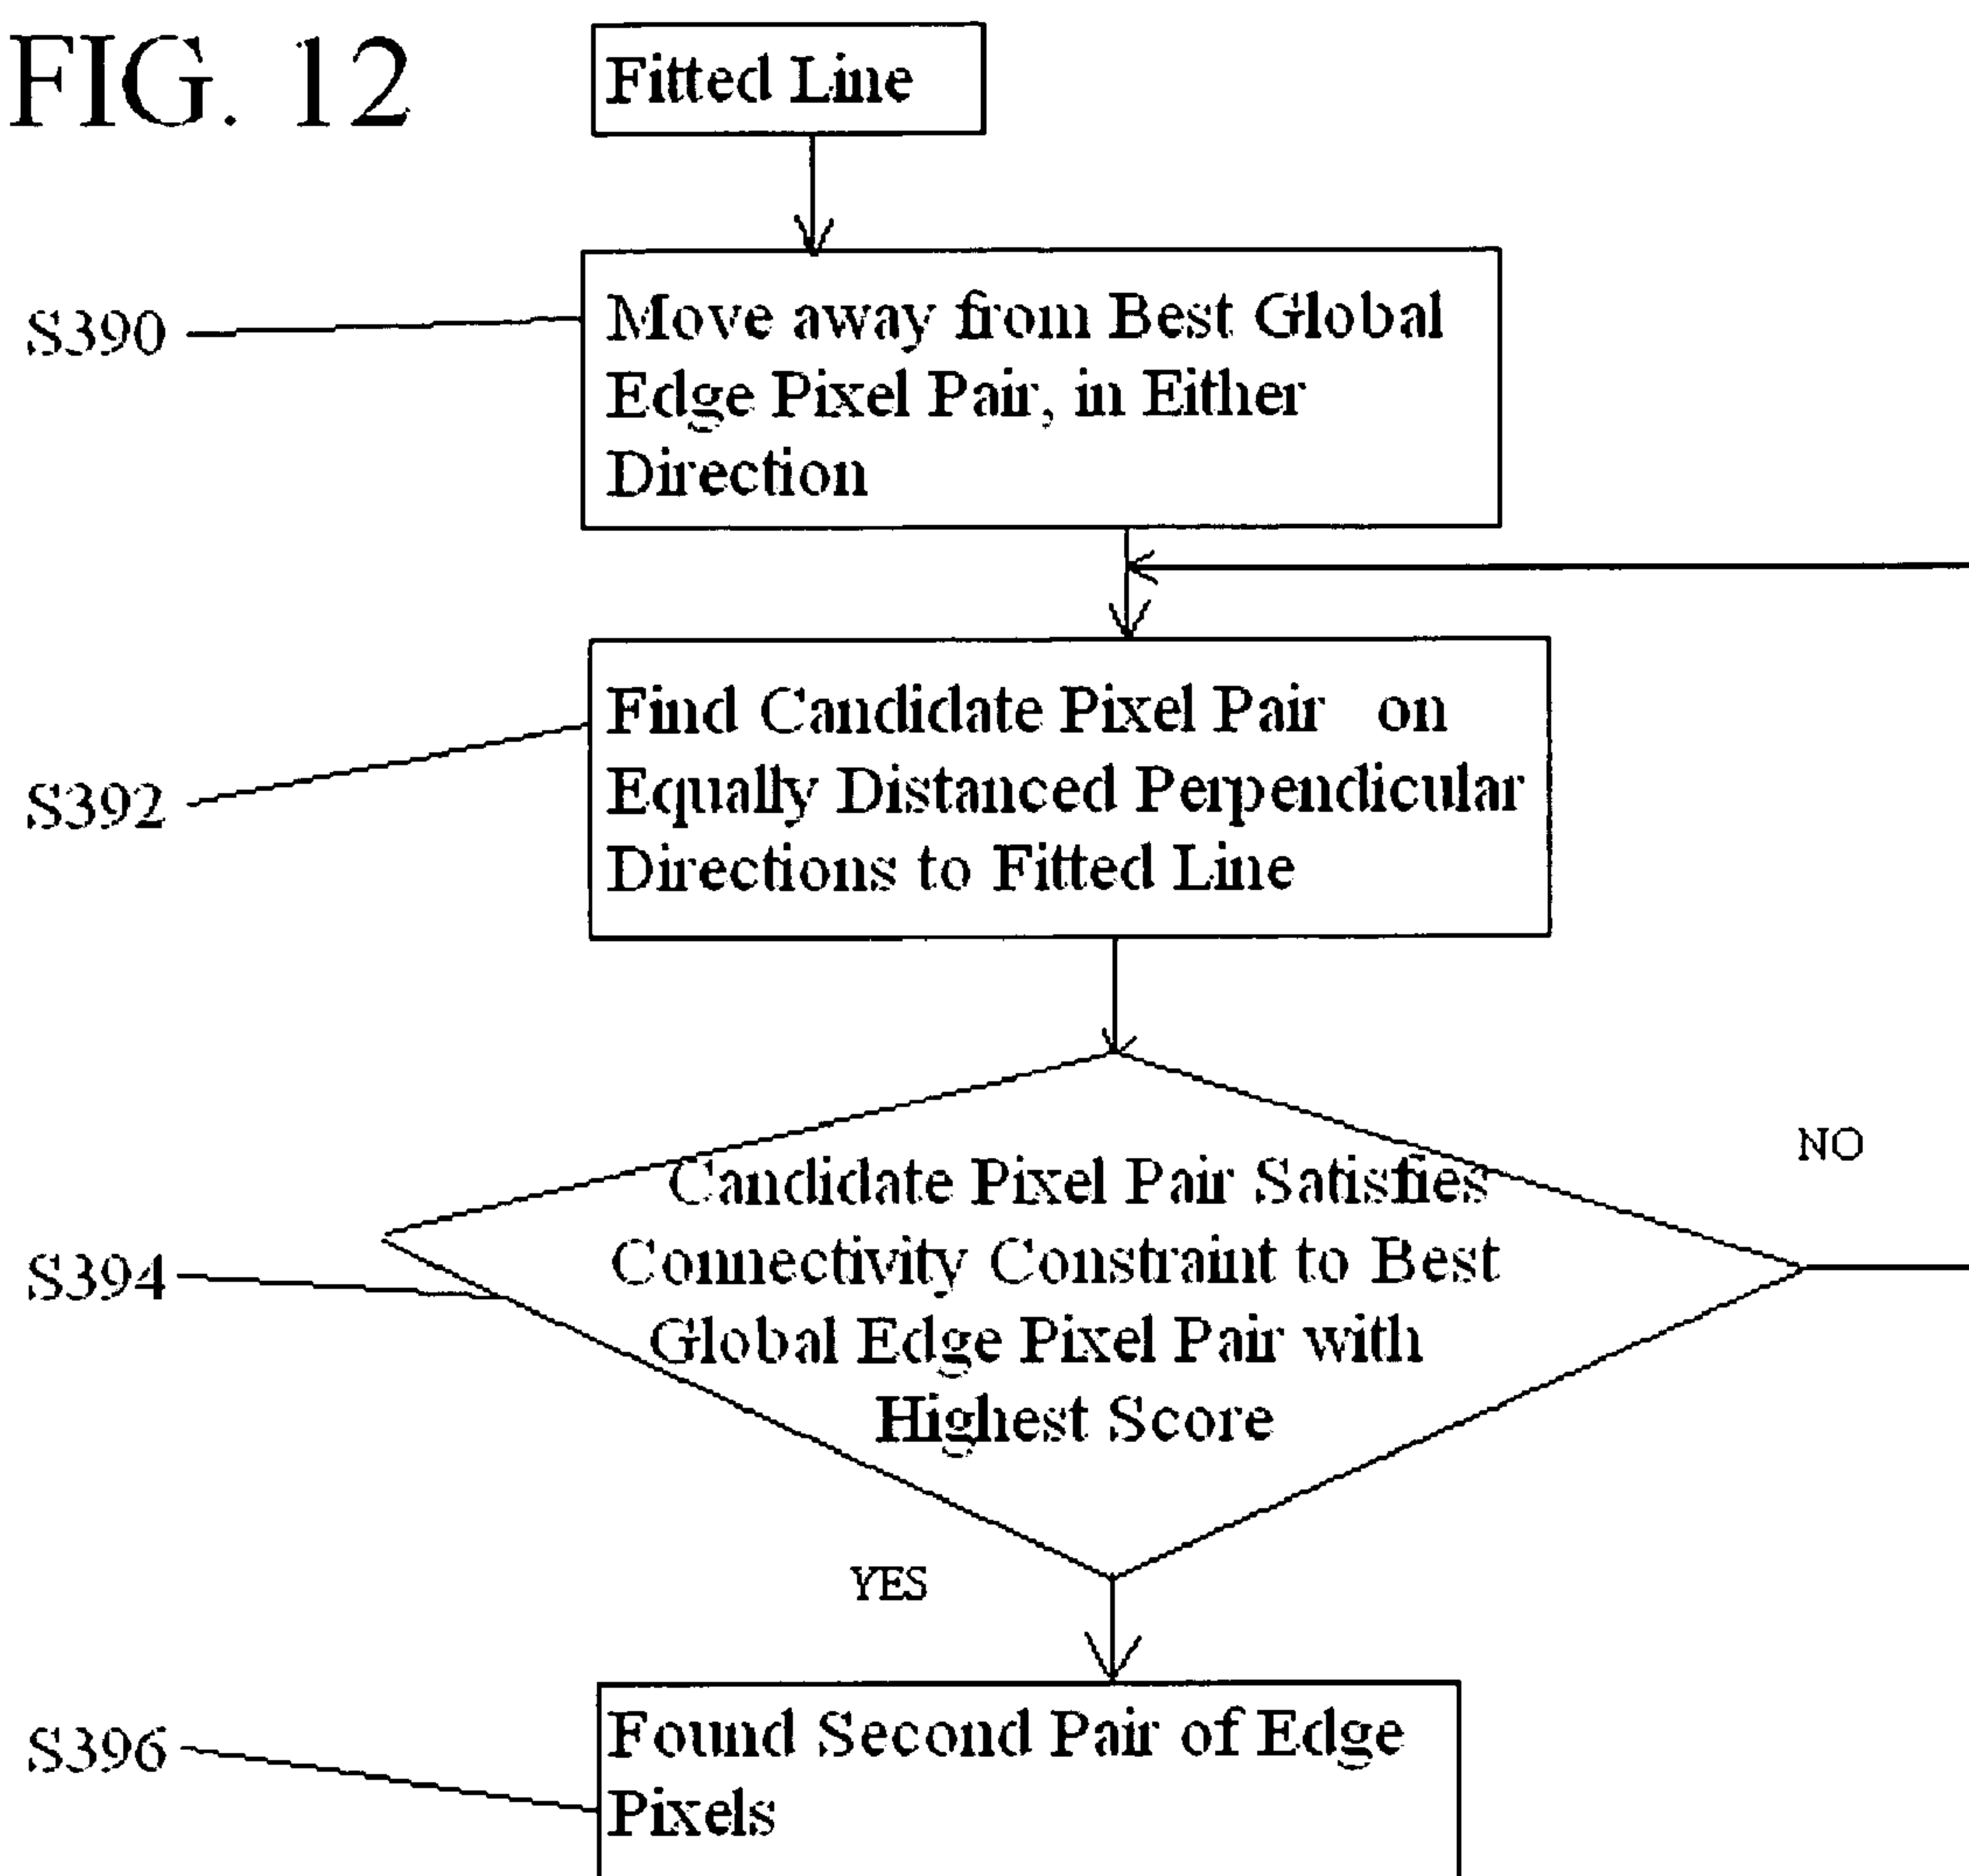 FIG. 12
Fitted Line
S390
Move away from Best Global
Edge Pixel Pair, in Either
Direction
S392
Find Candidate Pixel Pair on
Equally Distanced Perpendicular
Directions to Fitted Line
NO
S394
Candidate Pixel Pair Satisfies
Connectivity Constraint to Best
Global Edge Pixel Pair with
Highest Score
YES
S396
Found Second Pair of Edge
Pixels